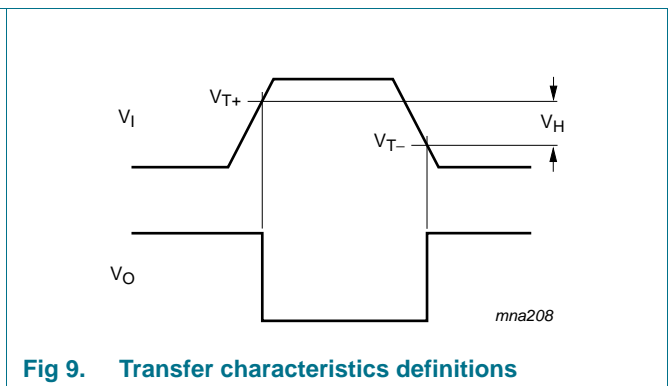 VT+
VI
VH
VT−
VO
mna208
Fig 9. Transfer characteristics definitions